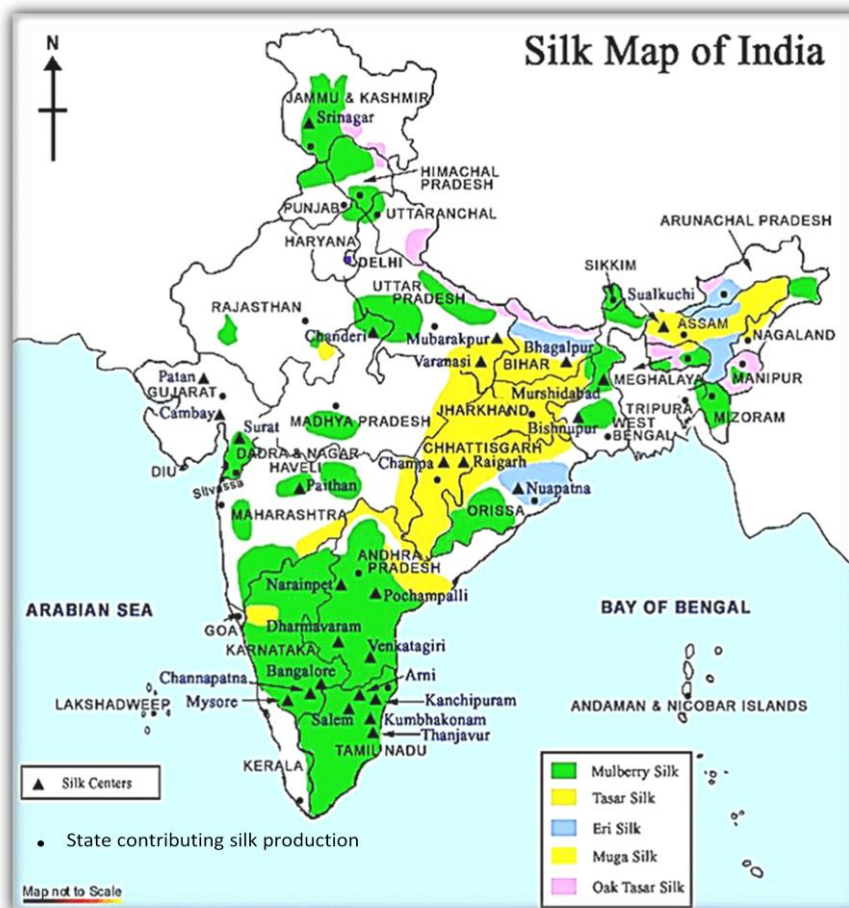 Silk Map of India
N
JAMMU & KASHMIR
Srinagar
HIMACHAL
PRADESH
PUNJAB
UTTARANCHAL
HARYANA
DELHI
ARUNACHAL PRADESH
SIKKIM
Sualkuchi
ASSAM
NAGALAND
RAJASTHAN
UTTAR
PRADESH
Chanderi
Mubarakpur
Varanasi
Bhagalpur
BIHAR
MEGHALAYA
MANIPUR
Murshidabad
TRIPURA
MIZORAM
Patan
GUJARAT
Cambay
Surat
MADHYA PRADESH
JHARKHAND
Bishnupur
WEST
BENGAL
DADRA & NAGAR
HAVELI
DIU
Silvassa
CHHATTISGARH
Champa
Raigarh
Paithan
Nuapatna
MAHARASHTRA
ORISSA
ANDHRA
PRADESH
Narainpet
Pochampalli
ARABIAN SEA
BAY OF BENGAL
GOA
Dharmavaram
KARNATAKA
Venkatagiri
Bangalore
Channapatna
Arni
Mysore
Kanchipuram
LAKSHADWEEP
ANDAMAN & NICOBAR ISLANDS
Salem
Kumbhakonam
Thanjavur
TAMIL NADU
KERALA
Silk Centers
State contributing silk production
Mulberry Silk
Tasar Silk
Eri Silk
Muga Silk
Oak Tasar Silk
Map not to Scale